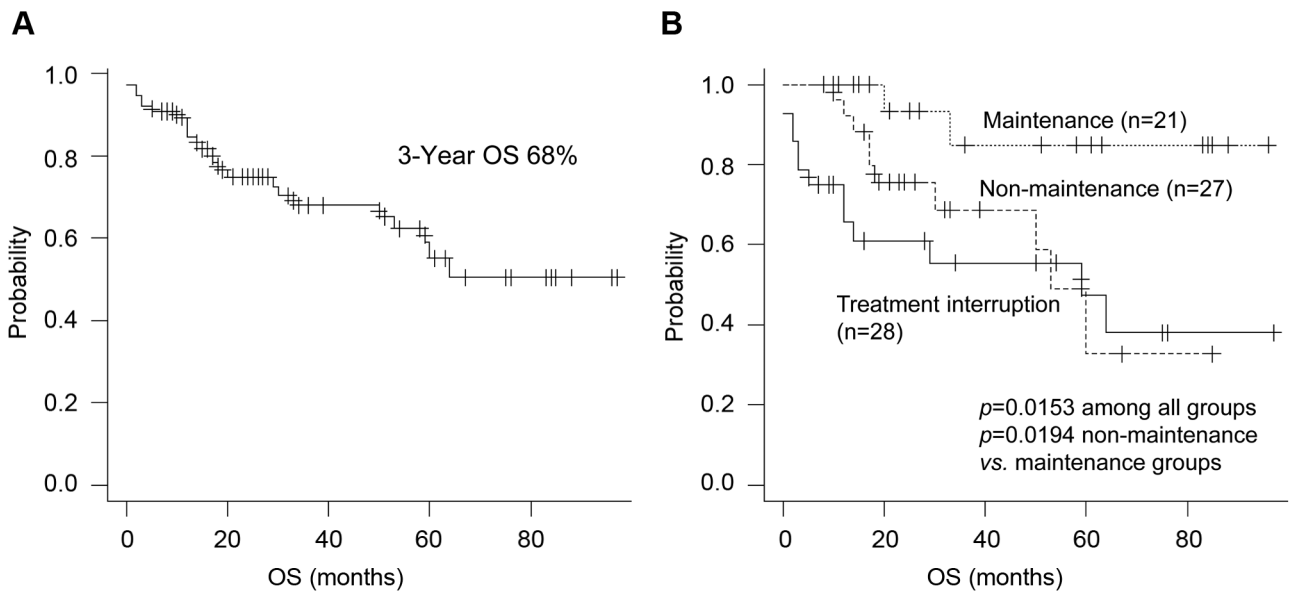 A
1.0
0.8
0.6
0.4
0.2
0.0
Probability
3-Year OS 68%
0 20 40 60 80
OS (months)
B
1.0
0.8
0.6
0.4
0.2
0.0
Probability
Maintenance (n=21)
Non-maintenance (n=27)
Treatment interruption
(n=28)
p=0.0153 among all groups
p=0.0194 non-maintenance
vs. maintenance groups
0 20 40 60 80
OS (months)